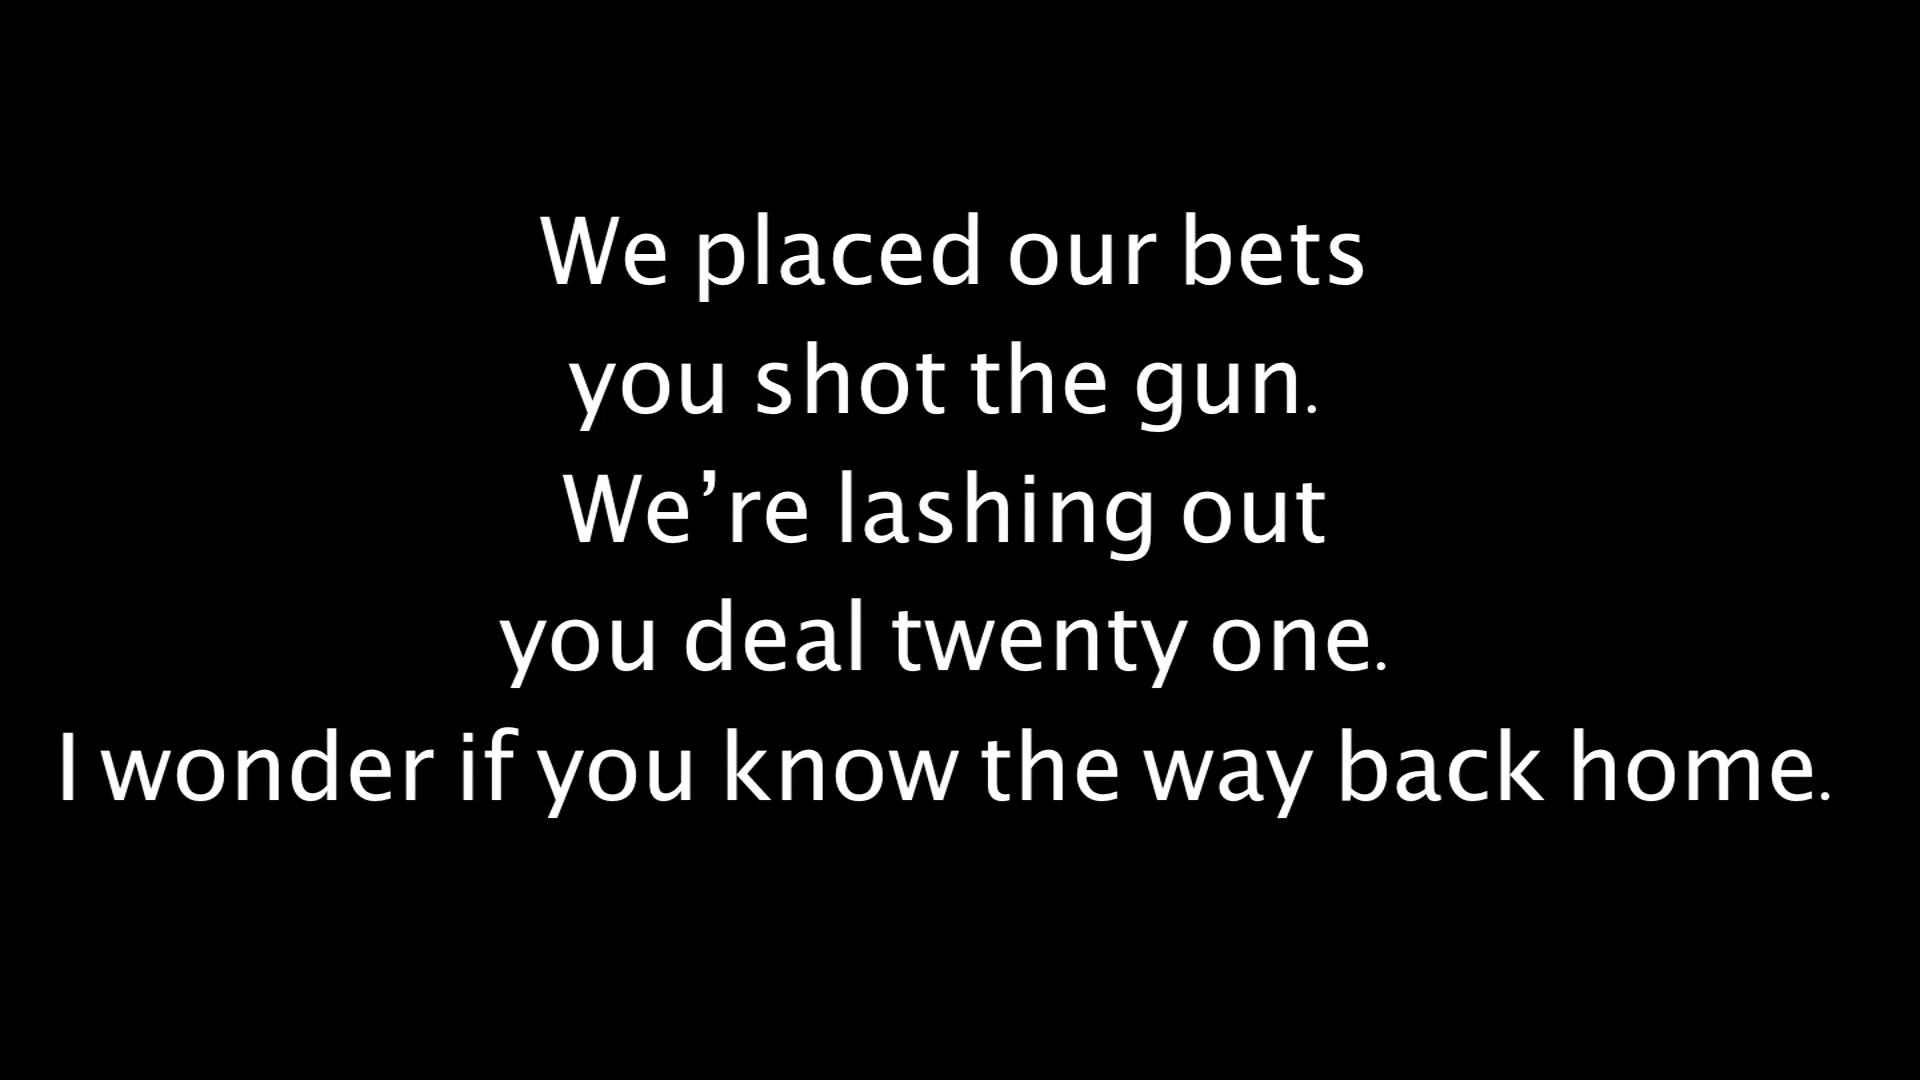 We placed our bets
you shot the gun.
We’re lashing out
you deal twenty one.
I wonder if you know the way back home.